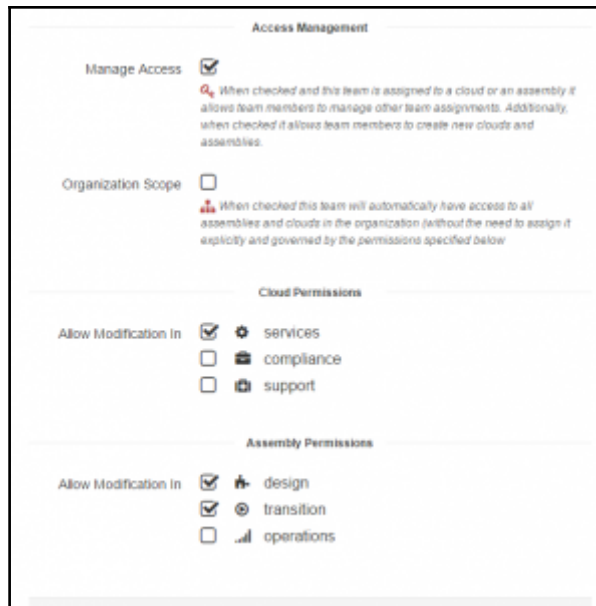 Access Management
Manage Access
When checked and this team is assigned to a cloud or an assembly it
allows team members to manage other team assignments. Additionally,
when checked it allows team members to create new clouds and
assemblies.
Organization Scope
When checked this team will automatically have access to all
assemblies and clouds in the organization (without the need to assign it
explicitly and governed by the permissions specified below
Cloud Permissions
Allow Modification In services
compliance
support
Assembly Permissions
Allow Modification In design
transition
operations